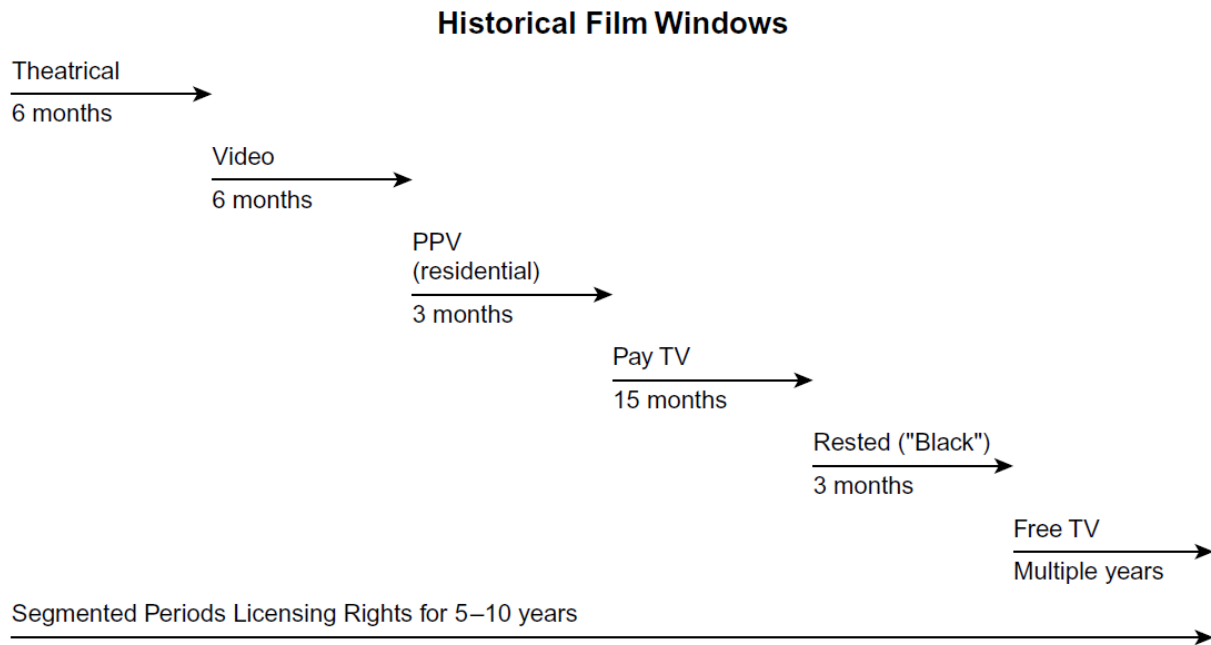 Historical Film Windows
Theatrical
6 months
Video
6 months
PPV
(residential)
3 months
Pay TV
15 months
Rested ("Black")
3 months
Free TV
Multiple years
Segmented Periods Licensing Rights for 5–10 years